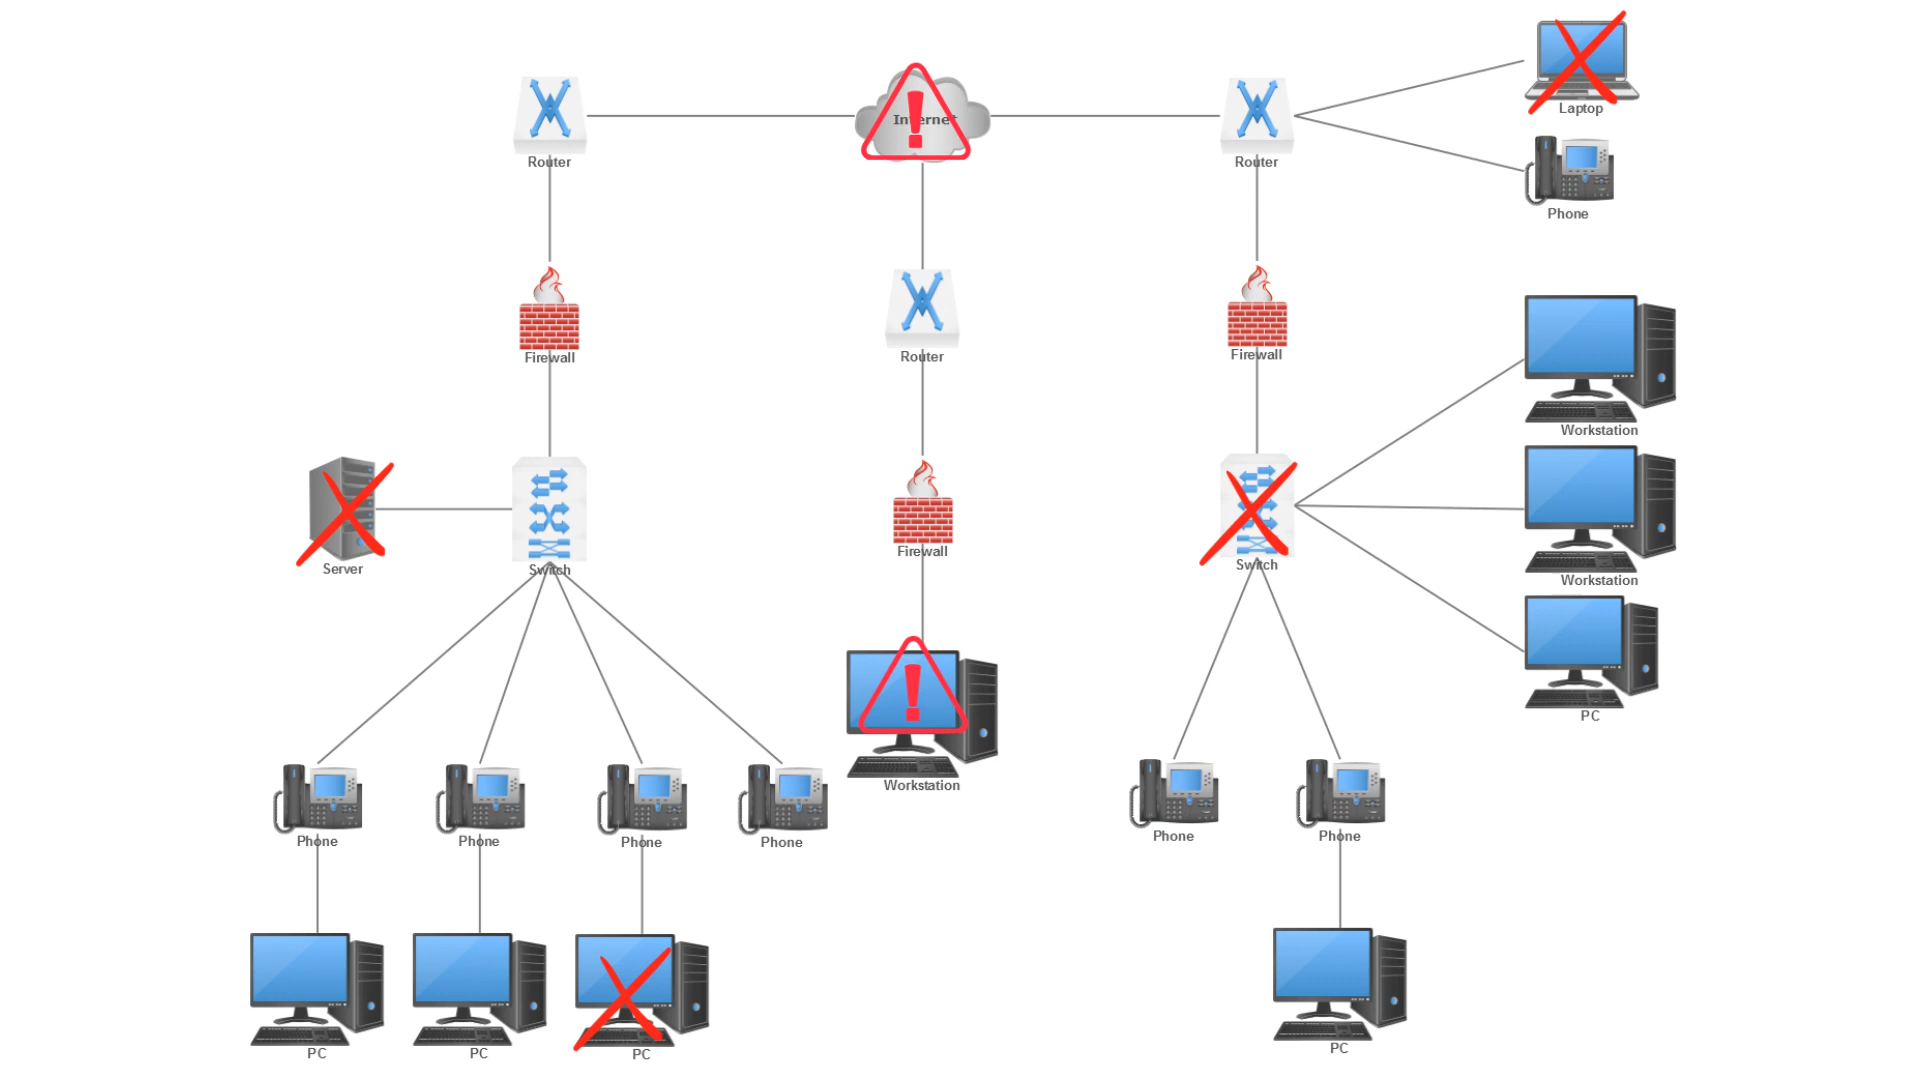 Laptop
Internet
Router
Router
Phone
Firewall
Router
Firewall
Workstation
Server
Switch
Firewall
Switch
Workstation
PC
Workstation
Phone
Phone
Phone
Phone
Phone
Phone
PC
PC
PC
PC